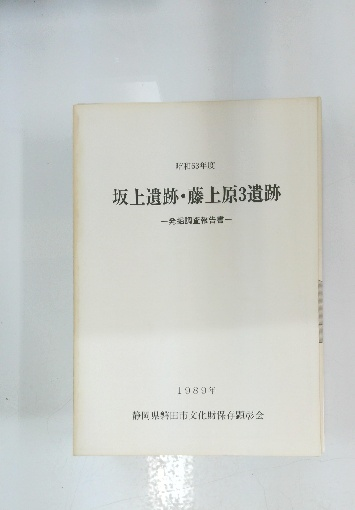 昭和63年度
坂上遺跡・藤上原3遺跡
—発掘調査報告書—
1989年
静岡県磐田市文化財保存顕彰会